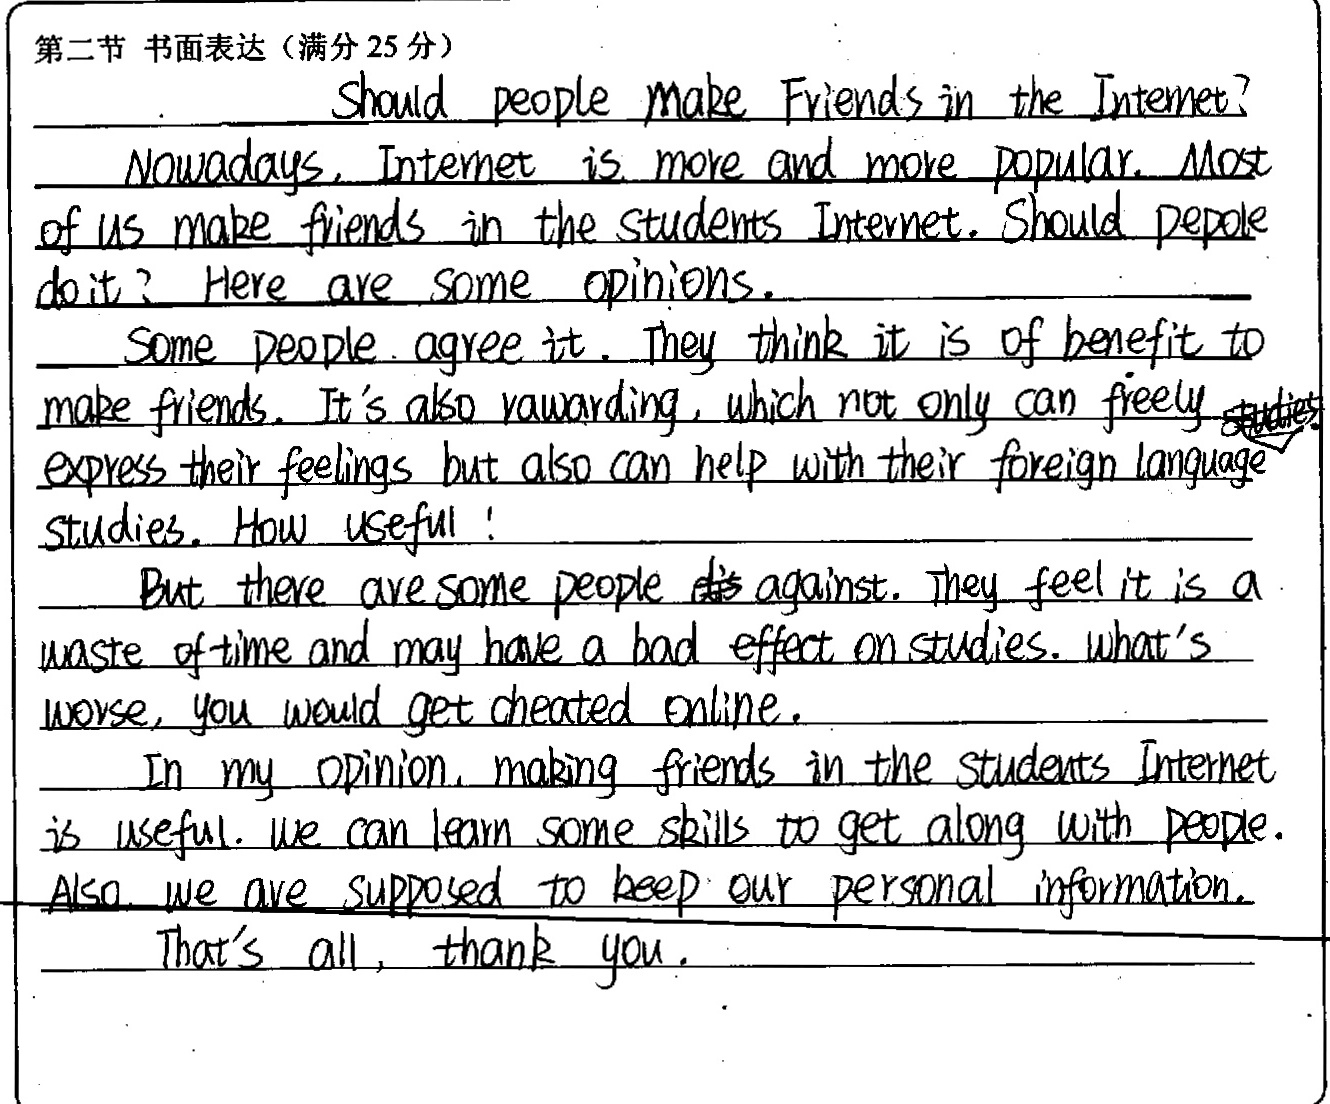 第二节 书面表达（满分 25 分）
Should people make Friends in the Internet?
Nowadays, Internet is more and more popular. Most
of us make friends in the students Internet. Should pepole
do it? Here are some opinions.
Some people agree it. They think it is of benefit to
make friends. It's also rawarding, which not only can freely studies.
express their feelings but also can help with their foreign language
studies. How useful!
But there are some people dis against. They feel it is a
waste of time and may have a bad effect on studies. What's
worse, you would get cheated online.
In my opinion, making friends in the students Internet
is useful. We can learn some skills to get along with people.
Also, we are supposed to keep our personal information.
That's all, thank you.